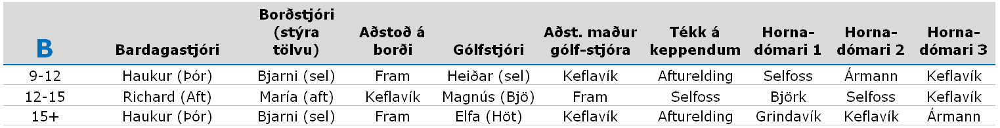 B Bardagastjóri Borðstjóri (stýra tölvu) Aðstoð á borði Gólfstjóri Aðst. maður gólf-stjóra Tékk á keppendum Horna-dómari 1 Horna-dómari 2 Horna-dómari 3
9-12 Haukur (Þór) Bjarni (sel) Fram Heiðar (sel) Keflavík Afturelding Selfoss Ármann Keflavík
12-15 Richard (Aft) María (aft) Keflavík Magnús (Bjö) Fram Selfoss Björk Selfoss Keflavík
15+ Haukur (Þór) Bjarni (sel) Fram Elfa (Höt) Keflavík Afturelding Grindavík Keflavík Ármann